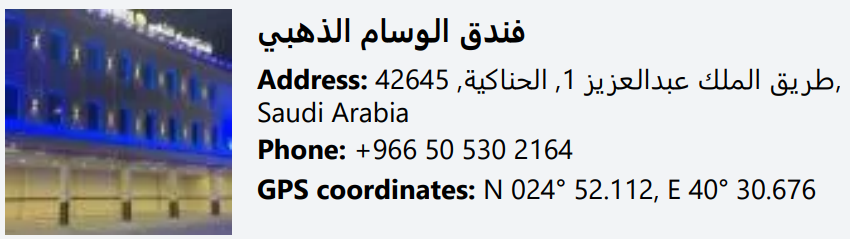 فندق الوسام الذهبي
Address: طريق الملك عبدالعزيز 1, الحناكية, 42645,
Saudi Arabia
Phone: +966 50 530 2164
GPS coordinates: N 024° 52.112, E 40° 30.676